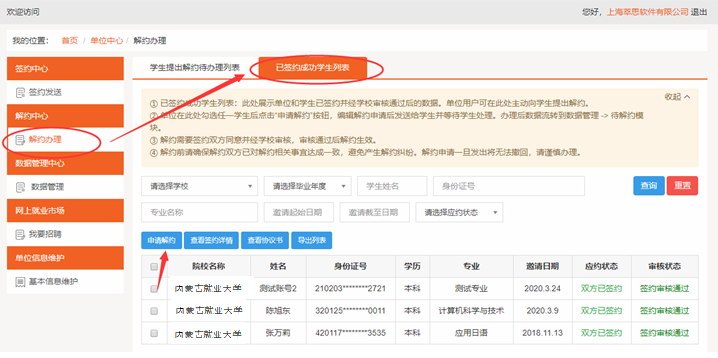 欢迎访问
您好，上海萃思软件有限公司 退出
我的位置： 首页 / 单位中心 / 解约办理
签约中心
签约发送
解约中心
解约办理
数据管理中心
数据管理
网上就业市场
我要招聘
单位信息维护
基本信息维护
学生提出解约待办理列表
已签约成功学生列表
收起
① 已签约成功学生列表：此处展示单位和学生已签约并经学校审核通过后的数据。单位用户可在此处主动向学生提出解约。
② 单位在此处勾选任一学生后点击"申请解约"按钮，编辑解约申请后发送给学生并等待学生处理。办理后数据流转到数据管理 -> 待解约模
块。
③ 解约需要签约双方同意并经学校审核，审核通过后解约生效。
④ 解约前请确保解约双方已对解约相关事宜达成一致，避免产生解约纠纷。解约申请一旦发出将无法撤回，请谨慎办理。
请选择学校 请选择毕业年度 学生姓名 身份证号 查询 重置
专业名称 邀请起始日期 邀请截至日期 请选择应约状态
申请解约 查看签约详情 查看协议书 导出列表
院校名称 姓名 身份证号 学历 专业 邀请日期 应约状态 审核状态
内蒙古就业大学 测试账号2 210203********2721 本科 测试专业 2020.3.24 双方已签约 签约审核通过
内蒙古就业大学 陈旭东 320125********0011 本科 计算机科学与技术 2020.3.9 双方已签约 签约审核通过
内蒙古就业大学 张万莉 420117********3535 本科 应用日语 2018.11.13 双方已签约 签约审核通过